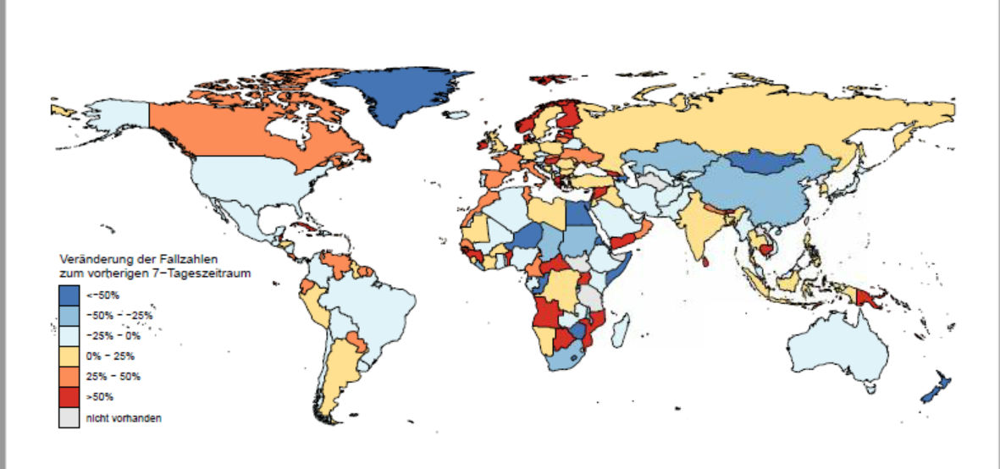 Veränderung der Fallzahlen
zum vorherigen 7-Tageszeitraum
<-50%
-50% - -25%
-25% - 0%
0% - 25%
25% - 50%
>50%
nicht vorhanden